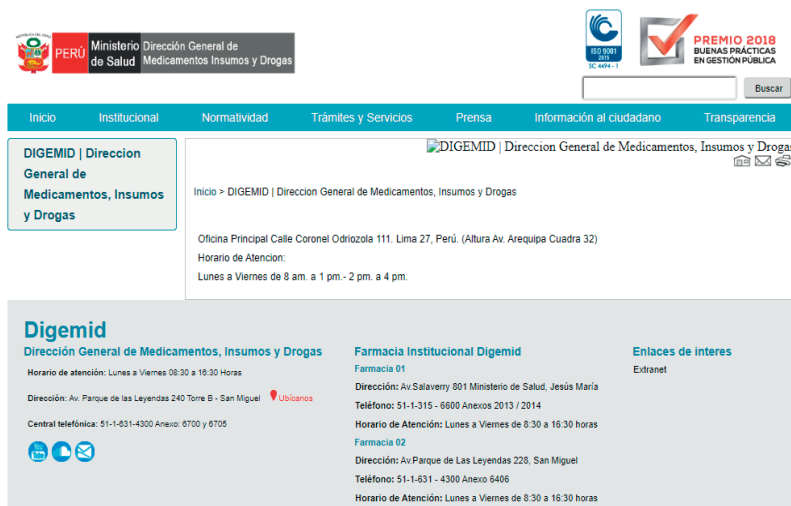 REPÚBLICA DEL PERÚ
PERÚ
Ministerio de Salud
Dirección General de Medicamentos Insumos y Drogas
ISO 9001
2015
SC 4494 - 1
PREMIO 2018
BUENAS PRÁCTICAS
EN GESTIÓN PÚBLICA
Buscar
Inicio Institucional Normatividad Trámites y Servicios Prensa Información al ciudadano Transparencia
DIGEMID | Direccion
General de
Medicamentos, Insumos
y Drogas
DIGEMID | Direccion General de Medicamentos, Insumos y Drogas
Inicio > DIGEMID | Direccion General de Medicamentos, Insumos y Drogas
Oficina Principal Calle Coronel Odriozola 111. Lima 27, Perú. (Altura Av. Arequipa Cuadra 32)
Horario de Atencion:
Lunes a Viernes de 8 am. a 1 pm.- 2 pm. a 4 pm.
Digemid
Dirección General de Medicamentos, Insumos y Drogas
Horario de atención: Lunes a Viernes 08:30 a 16:30 Horas
Dirección: Av. Parque de las Leyendas 240 Torre B - San Miguel Ubícanos
Central telefónica: 51-1-631-4300 Anexo: 6700 y 6705
You Tube
Farmacia Institucional Digemid
Farmacia 01
Dirección: Av.Salaverry 801 Ministerio de Salud, Jesús María
Teléfono: 51-1-315 - 6600 Anexos 2013 / 2014
Horario de Atención: Lunes a Viernes de 8:30 a 16:30 horas
Farmacia 02
Dirección: Av.Parque de Las Leyendas 228, San Miguel
Teléfono: 51-1-631 - 4300 Anexo 6406
Horario de Atención: Lunes a Viernes de 8:30 a 16:30 horas
Enlaces de interes
Extranet